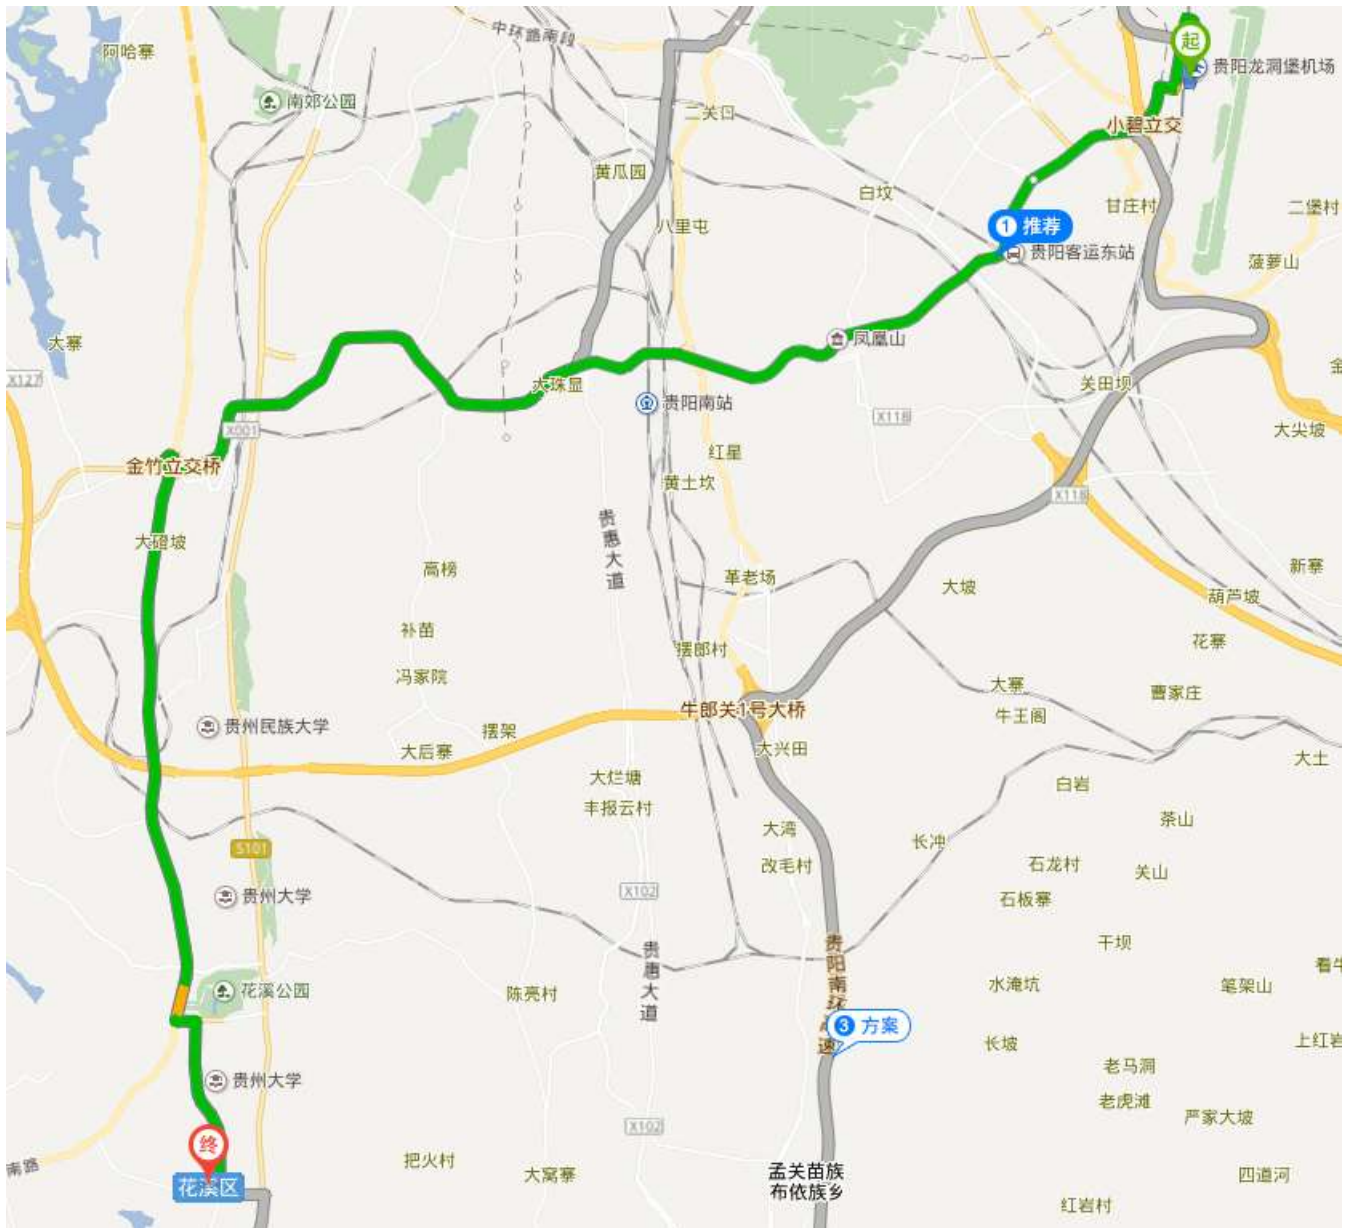 中环路南段
起
阿哈寨
贵阳龙洞堡机场
南郊公园
二关口
小碧立交
黄瓜园
白坟
甘庄村
二堡村
八里屯
1 推荐
贵阳客运东站
菠萝山
大寨
凤凰山
金
X127
大珠显
关田坝
贵阳南站
X118
X001
大尖坡
红星
金竹立交桥
黄土坎
X118
贵惠大道
大磴坡
高榜
革老场
大坡
新寨
葫芦坡
补苗
花寨
摆郎村
冯家院
大寨
曹家庄
牛郎关1号大桥
牛王阁
贵州民族大学
摆架
大后寨
大兴田
大土
大烂塘
白岩
丰报云村
茶山
大湾
长冲
S101
改毛村
石龙村
关山
X102
贵州大学
石板寨
干坝
贵惠大道
贵阳南环高速
看牛
花溪公园
陈亮村
水淹坑
笔架山
3 方案
长坡
上红岩
老马洞
贵州大学
老虎滩
严家大坡
X102
终
南路
把火村
大窝寨
孟关苗族
布依族乡
四道河
花溪区
红岩村